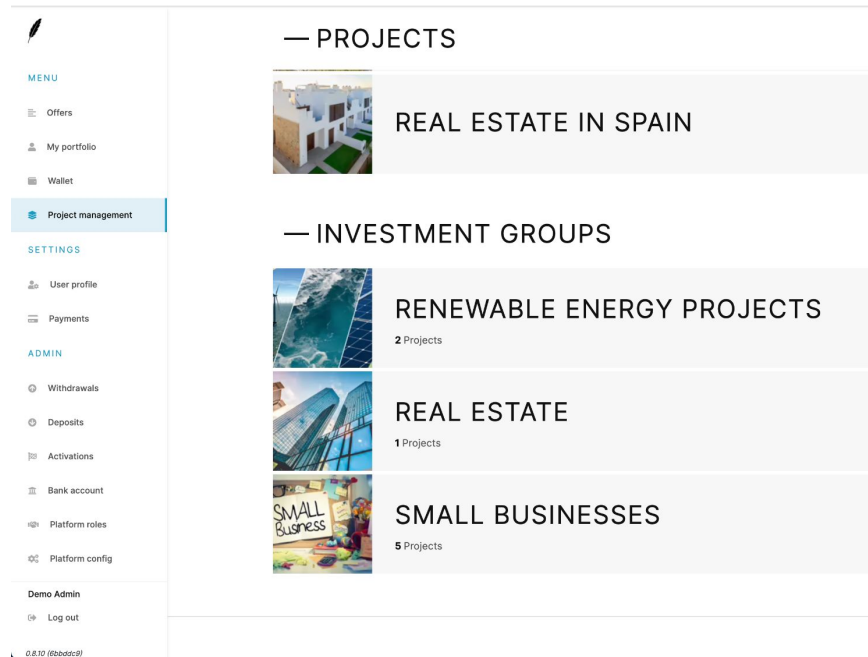 MENU
Offers
My portfolio
Wallet
Project management
SETTINGS
User profile
Payments
ADMIN
Withdrawals
Deposits
Activations
Bank account
Platform roles
Platform config
Demo Admin
Log out
0.8.10 (6bbddc9)
— PROJECTS
REAL ESTATE IN SPAIN
— INVESTMENT GROUPS
RENEWABLE ENERGY PROJECTS
2 Projects
REAL ESTATE
1 Projects
SMALL
Business
SMALL BUSINESSES
5 Projects